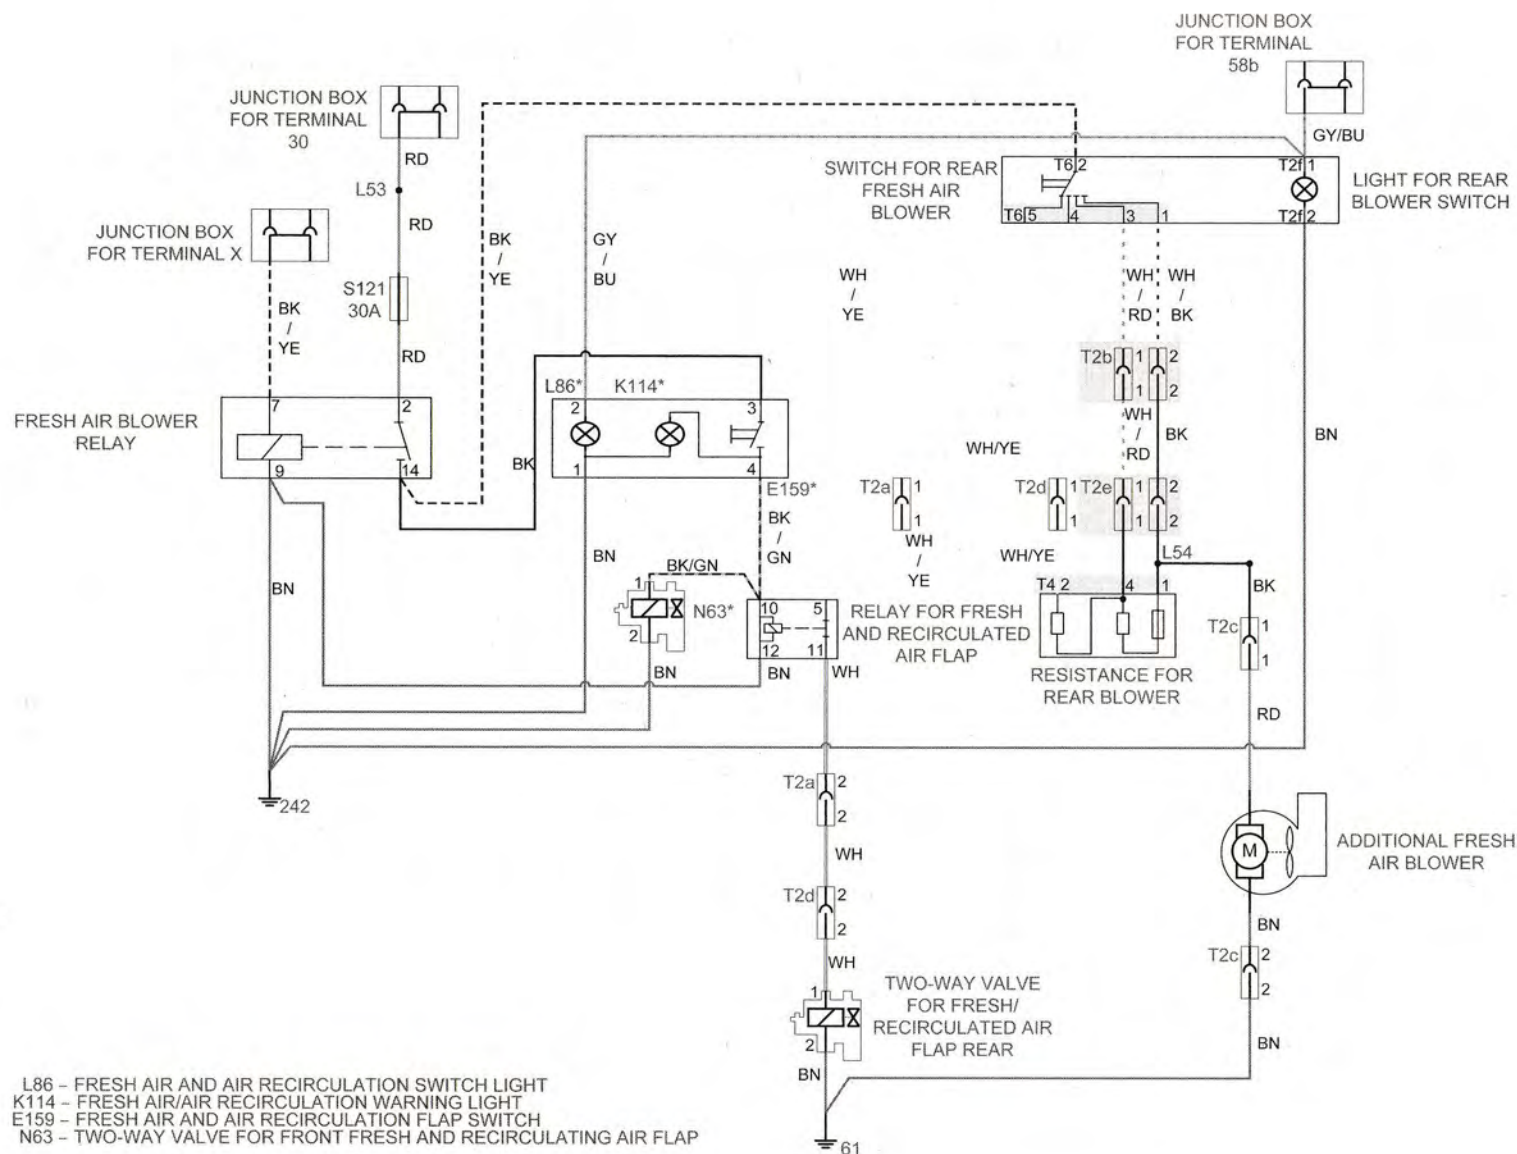 JUNCTION BOX
FOR TERMINAL
58b
GY/BU
JUNCTION BOX
FOR TERMINAL
30
RD
L53
RD
JUNCTION BOX
FOR TERMINAL X
S121
30A
BK
/
YE
RD
BK
/
YE
GY
/
BU
SWITCH FOR REAR
FRESH AIR
BLOWER
T6 2
T6 5 4 3 1
T2f 1
T2f 2
LIGHT FOR REAR
BLOWER SWITCH
WH
/
YE
WH
/
RD
WH
/
BK
T2b 1 2
1 2
WH
/
RD
BK
BN
FRESH AIR BLOWER
RELAY
7 2
9 14
L86* K114*
2 3
1 4
E159*
BK
BK
/
GN
WH/YE
T2a 1
1
WH
/
YE
T2d 1
1
T2e 1 2
1 2
WH/YE
L54
BK
BN
BN
BK/GN
1
N63*
2
BN
10 5
12 11
BN WH
RELAY FOR FRESH
AND RECIRCULATED
AIR FLAP
T4 2 4 1
RESISTANCE FOR
REAR BLOWER
T2c 1
1
RD
242
T2a 2
2
WH
T2d 2
2
WH
M
ADDITIONAL FRESH
AIR BLOWER
BN
T2c 2
2
BN
1
2
TWO-WAY VALVE
FOR FRESH/
RECIRCULATED AIR
FLAP REAR
BN
61
L86 – FRESH AIR AND AIR RECIRCULATION SWITCH LIGHT
K114 – FRESH AIR/AIR RECIRCULATION WARNING LIGHT
E159 – FRESH AIR AND AIR RECIRCULATION FLAP SWITCH
N63 – TWO-WAY VALVE FOR FRONT FRESH AND RECIRCULATING AIR FLAP